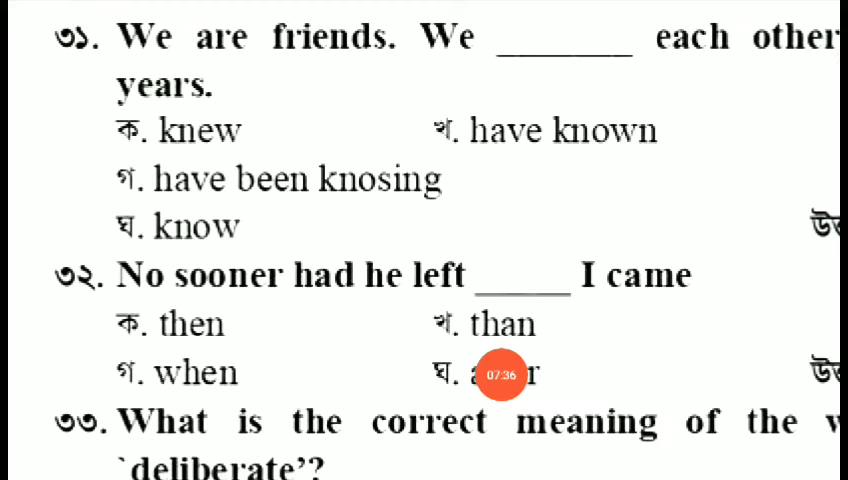 ৩১. We are friends. We _______ each other
years.
ক. knew খ. have known
গ. have been knosing
ঘ. know
৩২. No sooner had he left _____ I came
ক. then খ. than
গ. when ঘ.
07:36
৩৩. What is the correct meaning of the
`deliberate’?